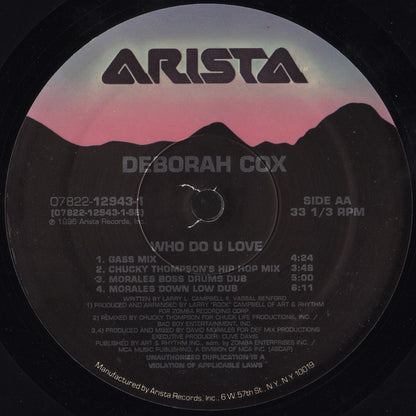 ARISTA
DEBORAH COX
07822-12943-1
(07822-12943-1-SB)
℗ 1996 Arista Records, Inc.
SIDE AA
33 1/3 RPM
WHO DO U LOVE
1. GASS MIX 4:24
2. CHUCKY THOMPSON'S HIP HOP MIX 3:48
3. MORALES BOSS DRUMS DUB 5:00
4. MORALES DOWN LOW DUB 6:11
WRITTEN BY LARRY L. CAMPBELL & VASSAL BENFORD
1) PRODUCED AND ARRANGED BY LARRY "ROCK" CAMPBELL OF ART & RHYTHM
FOR ZOMBA RECORDING CORP.
2) REMIXED BY CHUCKY THOMPSON FOR CHUCK LIFE PRODUCTIONS, INC. /
BAD BOY ENTERTAINMENT, INC
3,4) PRODUCED AND MIXED BY DAVID MORALES FOR DEF MIX PRODUCTIONS
EXECUTIVE PRODUCER: CLIVE DAVIS
PUBLISHED BY ART & RHYTHM INC., adm. by ZOMBA ENTERPRISES INC. /
MCA MUSIC PUBLISHING, A DIVISION OF MCA INC. (ASCAP)
UNAUTHORIZED DUPLICATION IS A
VIOLATION OF APPLICABLE LAWS
Manufactured by Arista Records, Inc., 6 W. 57th St., N.Y., N.Y. 10019